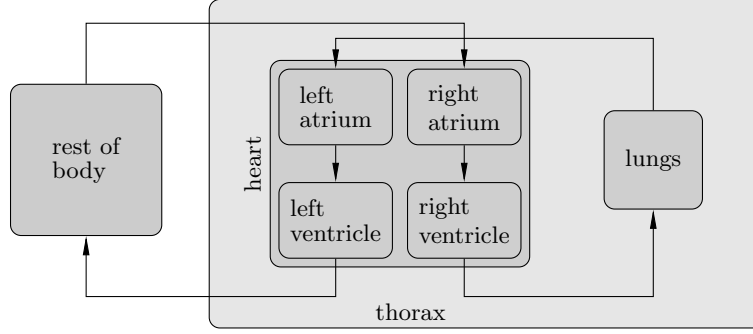 rest of
body
heart
left
atrium
right
atrium
left
ventricle
right
ventricle
lungs
thorax